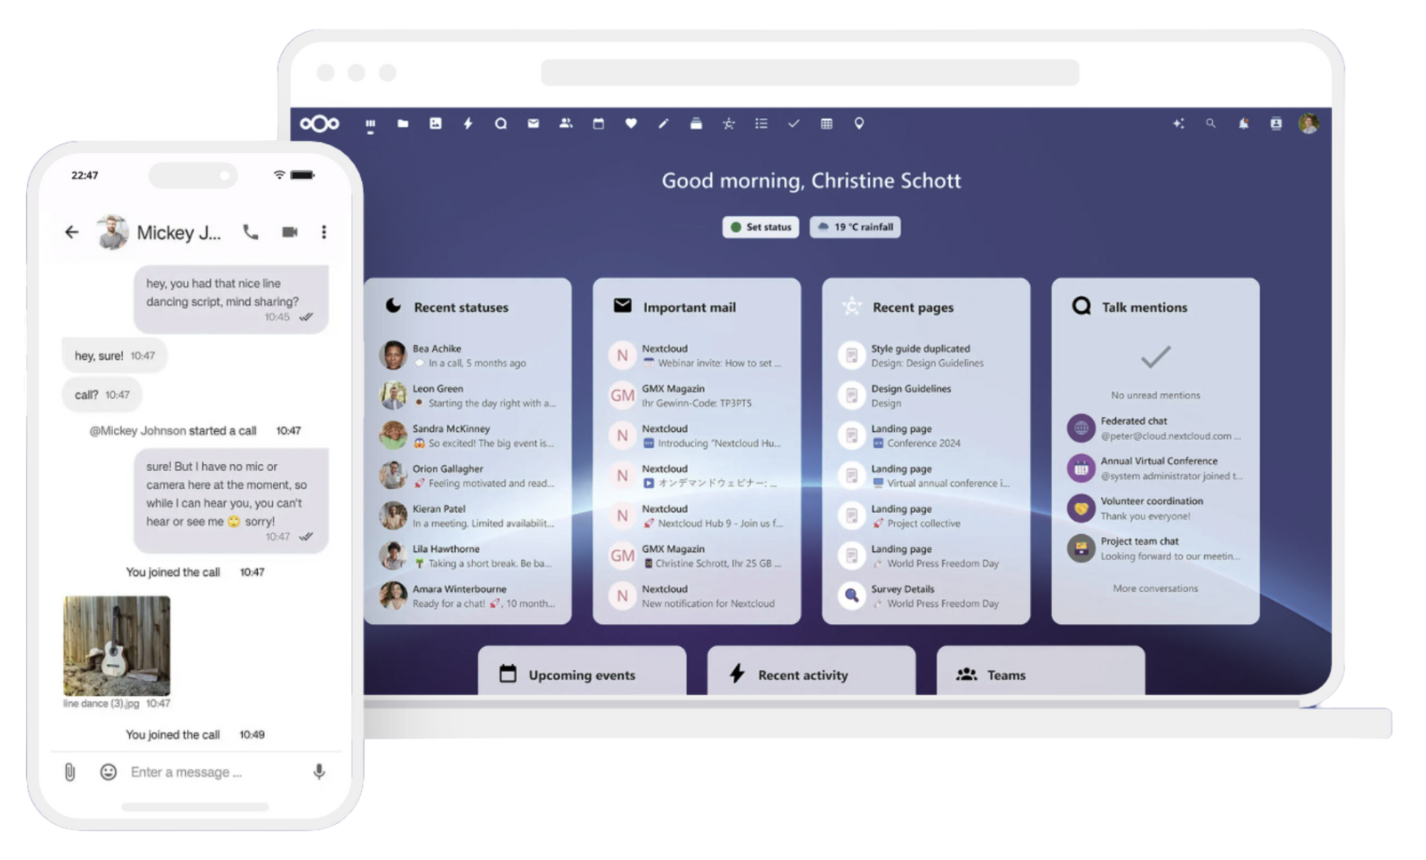 22:47
Mickey J...
hey, you had that nice line
dancing script, mind sharing?
10:45
hey, sure! 10:47
call? 10:47
@Mickey Johnson started a call 10:47
sure! But I have no mic or
camera here at the moment, so
while I can hear you, you can't
hear or see me 🙄 sorry!
10:47
You joined the call 10:47
line dance (3).jpg 10:47
You joined the call 10:49
Enter a message ...
Good morning, Christine Schott
Set status
19 °C rainfall
Recent statuses
Bea Achike
In a call, 5 months ago
Leon Green
Starting the day right with a...
Sandra McKinney
😱 So excited! The big event is...
Orion Gallagher
🚀 Feeling motivated and read...
Kieran Patel
In a meeting. Limited availabilit...
Lila Hawthorne
🌴 Taking a short break. Be ba...
Amara Winterbourne
Ready for a chat! 🚀, 10 month...
Important mail
N
Nextcloud
Webinar invite: How to set ...
GM
GMX Magazin
Ihr Gewinn-Code: TP3PT5
N
Nextcloud
Introducing "Nextcloud Hu...
N
Nextcloud
▶️ オンデマンドウェビナー: ...
N
Nextcloud
🚀 Nextcloud Hub 9 - Join us f...
GM
GMX Magazin
Christine Schrott, Ihr 25 GB ...
N
Nextcloud
New notification for Nextcloud
Recent pages
Style guide duplicated
Design: Design Guidelines
Design Guidelines
Design
Landing page
Conference 2024
Landing page
Virtual annual conference i...
Landing page
🚀 Project collective
Landing page
World Press Freedom Day
Survey Details
World Press Freedom Day
Talk mentions
No unread mentions
Federated chat
@peter@cloud.nextcloud.com ...
Annual Virtual Conference
@system administrator joined t...
Volunteer coordination
Thank you everyone!
Project team chat
Looking forward to our meetin...
More conversations
Upcoming events
Recent activity
Teams